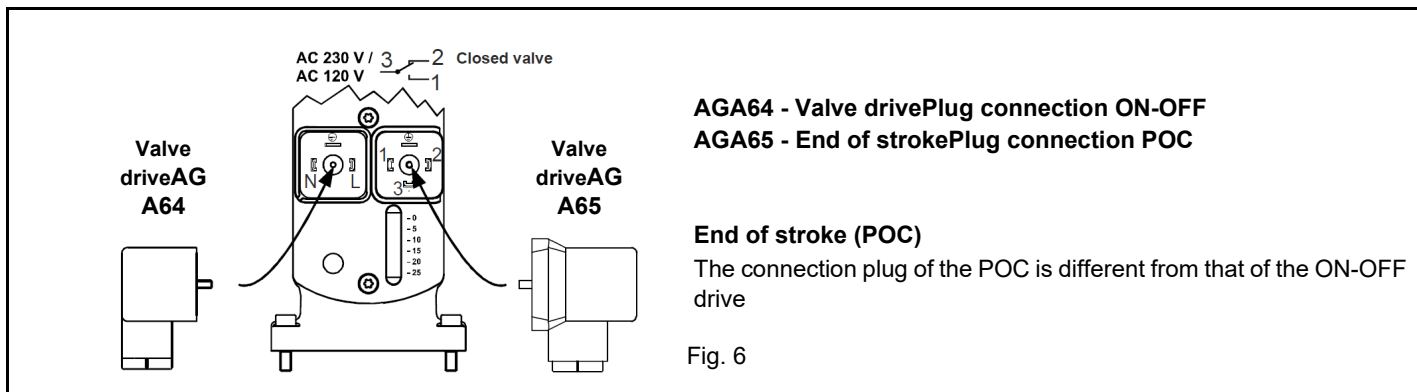 AC 230 V / 3 2 Closed valve
AC 120 V 1
Valve
driveAG
A64
N L
1 2
3
- 0
- 5
- 10
- 15
- 20
- 25
Valve
driveAG
A65
AGA64 - Valve drivePlug connection ON-OFF
AGA65 - End of strokePlug connection POC
End of stroke (POC)
The connection plug of the POC is different from that of the ON-OFF
drive
Fig. 6